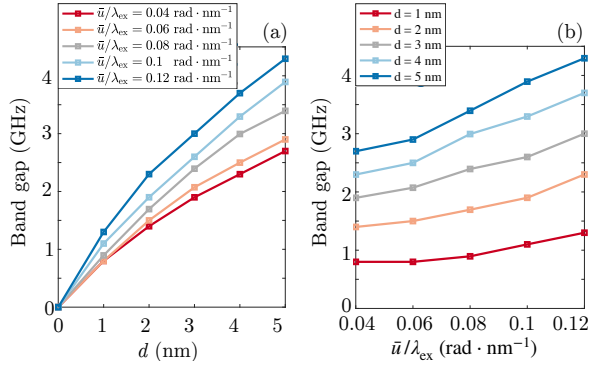 ū/λex = 0.04 rad · nm⁻¹
ū/λex = 0.06 rad · nm⁻¹
ū/λex = 0.08 rad · nm⁻¹
ū/λex = 0.1 rad · nm⁻¹
ū/λex = 0.12 rad · nm⁻¹
(a)
Band gap (GHz)
4
3
2
1
0
0 1 2 3 4 5
d (nm)
d = 1 nm
d = 2 nm
d = 3 nm
d = 4 nm
d = 5 nm
(b)
Band gap (GHz)
4
3
2
1
0
0.04 0.06 0.08 0.1 0.12
ū/λex (rad · nm⁻¹)